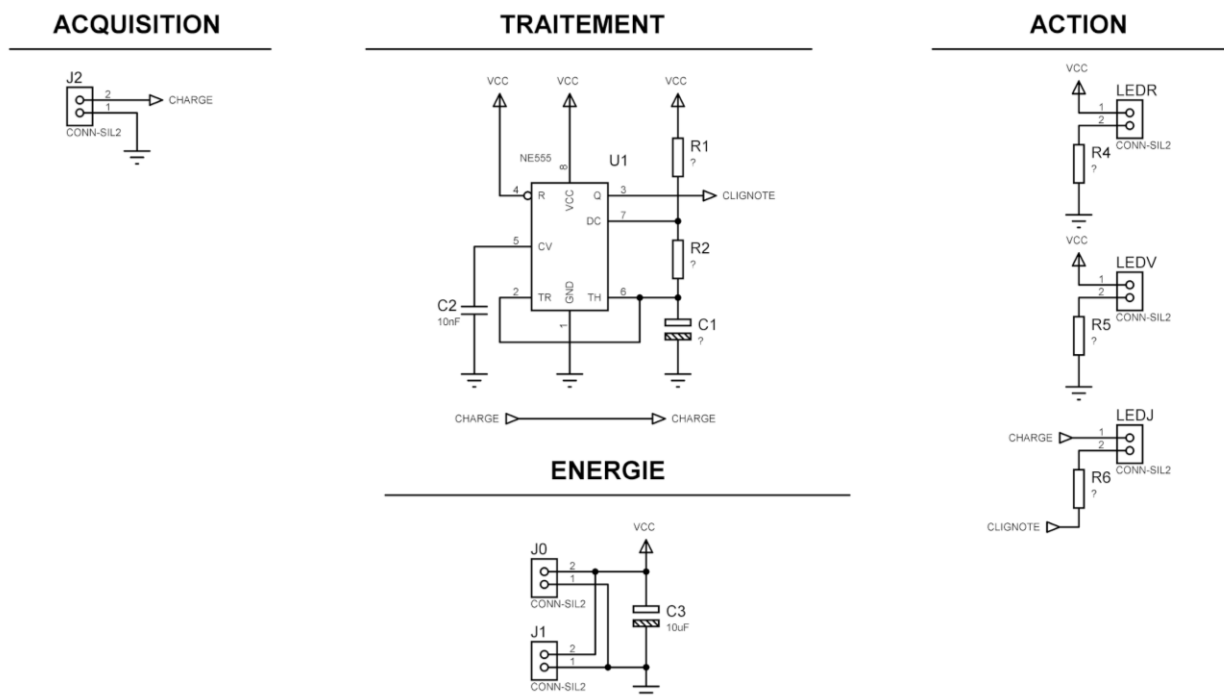 ACQUISITION
J2
2
1
CHARGE
CONN-SIL2
TRAITEMENT
VCC VCC VCC
R1
?
NE555 U1
8
4 R VCC Q 3 CLIGNOTE
DC 7
5 CV
R2
?
2 TR GND TH 6
C2
10nF
1
C1
?
CHARGE CHARGE
ENERGIE
VCC
J0
2
1
CONN-SIL2
C3
10uF
J1
2
1
CONN-SIL2
ACTION
VCC
LEDR
1
2
CONN-SIL2
R4
?
VCC
LEDV
1
2
CONN-SIL2
R5
?
LEDJ
CHARGE 1
2
CONN-SIL2
R6
?
CLIGNOTE